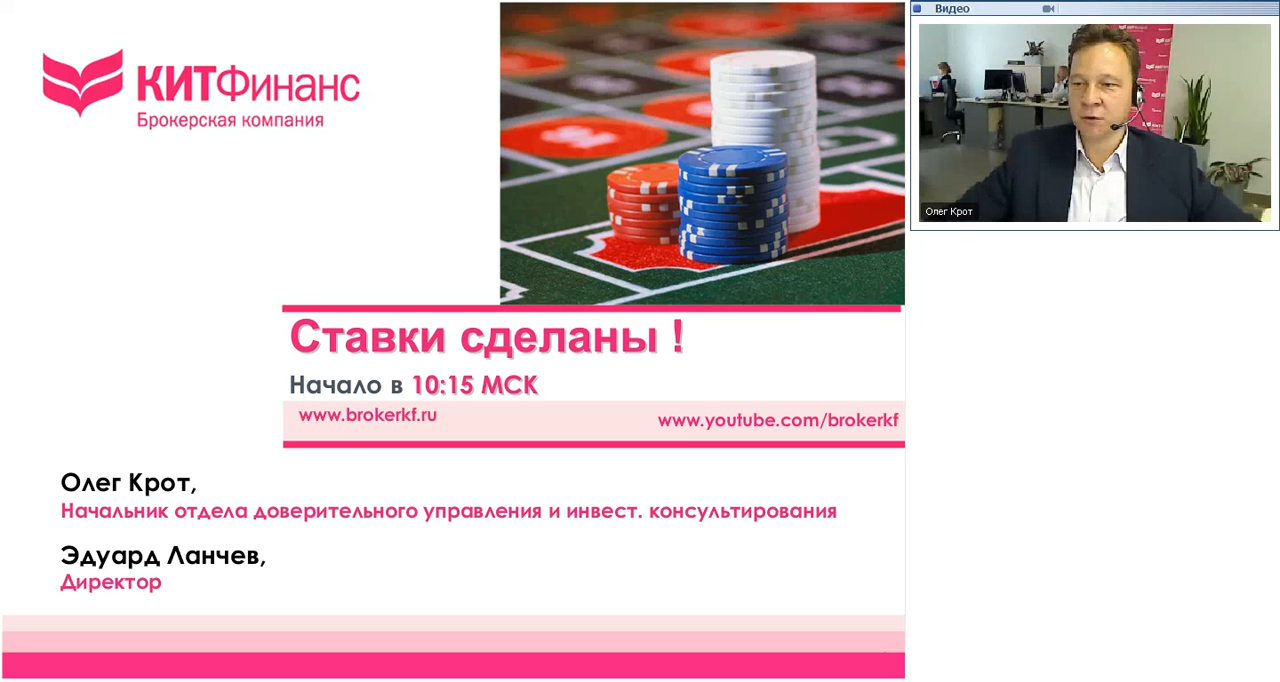 КИТФинанс
Брокерская компания
Ставки сделаны !
Начало в 10:15 МСК
www.brokerkf.ru
www.youtube.com/brokerkf
Олег Крот,
Начальник отдела доверительного управления и инвест. консультирования
Эдуард Ланчев,
Директор
Видео
Олег Крот